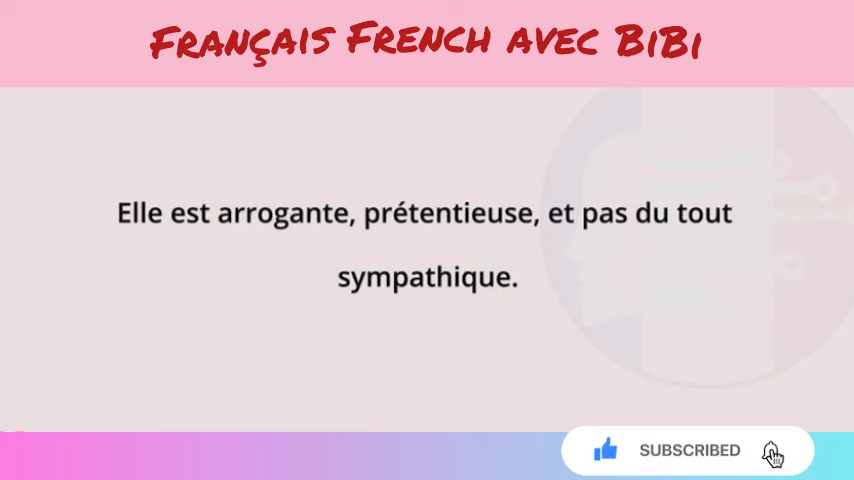 Français French avec BiBi
Elle est arrogante, prétentieuse, et pas du tout
sympathique.
SUBSCRIBED